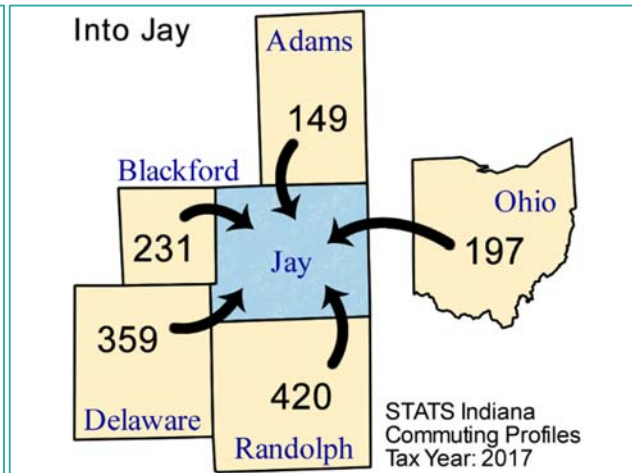 Into Jay
Adams
149
Blackford
231
Ohio
197
Jay
359
Delaware
420
Randolph
STATS Indiana
Commuting Profiles
Tax Year: 2017